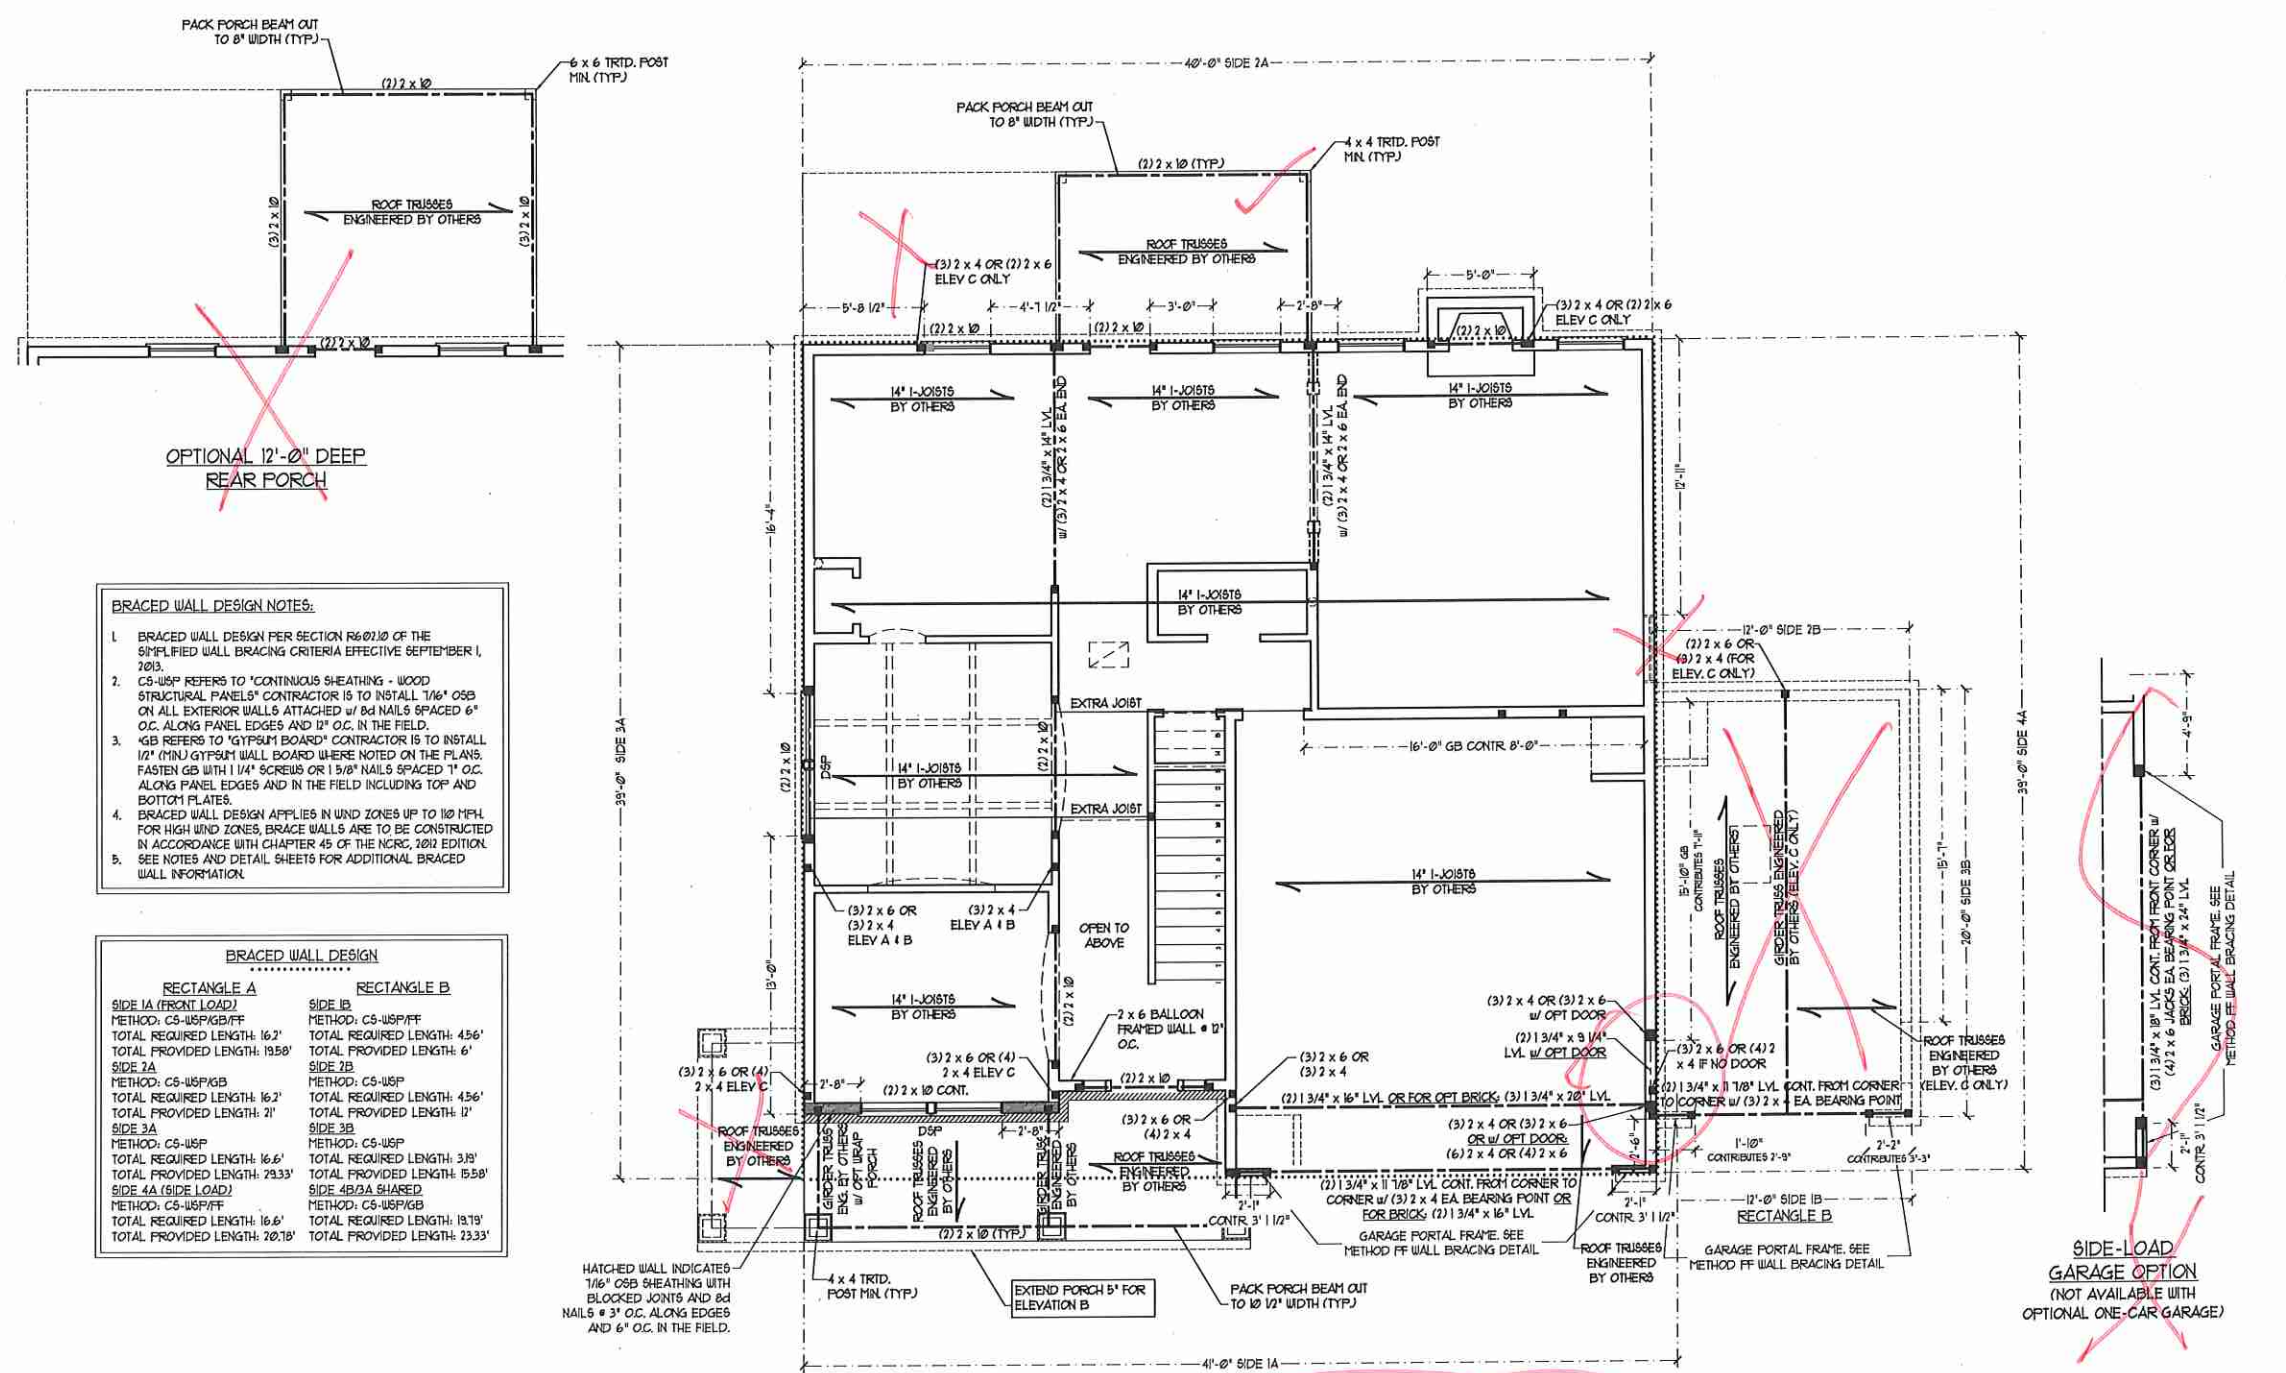 PACK PORCH BEAM OUT
TO 8" WIDTH (TYP.)
6 x 6 TRTD. POST
MIN. (TYP.)
(2) 2 x 10
(3) 2 x 10
(3) 2 x 10
ROOF TRUSSES
ENGINEERED BY OTHERS
(2) 2 x 10
OPTIONAL 12'-0" DEEP
REAR PORCH
BRACED WALL DESIGN NOTES:
1. BRACED WALL DESIGN PER SECTION R602.10 OF THE
SIMPLIFIED WALL BRACING CRITERIA EFFECTIVE SEPTEMBER 1,
2013.
2. CS-WSP REFERS TO "CONTINUOUS SHEATHING - WOOD
STRUCTURAL PANELS" CONTRACTOR IS TO INSTALL 7/16" OSB
ON ALL EXTERIOR WALLS ATTACHED w/ 8d NAILS SPACED 6"
O.C. ALONG PANEL EDGES AND 12" O.C. IN THE FIELD.
3. "GB REFERS TO "GYPSUM BOARD" CONTRACTOR IS TO INSTALL
1/2" (MIN.) GYPSUM WALL BOARD WHERE NOTED ON THE PLANS.
FASTEN GB WITH 1 1/4" SCREWS OR 1 5/8" NAILS SPACED 7" O.C.
ALONG PANEL EDGES AND IN THE FIELD INCLUDING TOP AND
BOTTOM PLATES.
4. BRACED WALL DESIGN APPLIES IN WIND ZONES UP TO 110 MPH.
FOR HIGH WIND ZONES, BRACE WALLS ARE TO BE CONSTRUCTED
IN ACCORDANCE WITH CHAPTER 45 OF THE NCRC, 2012 EDITION.
5. SEE NOTES AND DETAIL SHEETS FOR ADDITIONAL BRACED
WALL INFORMATION.
BRACED WALL DESIGN
RECTANGLE A
SIDE 1A (FRONT LOAD)
METHOD: CS-WSP/GB/PF
TOTAL REQUIRED LENGTH: 16.2'
TOTAL PROVIDED LENGTH: 19.58'
SIDE 2A
METHOD: CS-WSP/GB
TOTAL REQUIRED LENGTH: 16.2'
TOTAL PROVIDED LENGTH: 21'
SIDE 3A
METHOD: CS-WSP
TOTAL REQUIRED LENGTH: 16.6'
TOTAL PROVIDED LENGTH: 29.33'
SIDE 4A (SIDE LOAD)
METHOD: CS-WSP/PF
TOTAL REQUIRED LENGTH: 16.6'
TOTAL PROVIDED LENGTH: 20.78'
RECTANGLE B
SIDE 1B
METHOD: CS-WSP/PF
TOTAL REQUIRED LENGTH: 4.56'
TOTAL PROVIDED LENGTH: 6'
SIDE 2B
METHOD: CS-WSP
TOTAL REQUIRED LENGTH: 4.56'
TOTAL PROVIDED LENGTH: 12'
SIDE 3B
METHOD: CS-WSP
TOTAL REQUIRED LENGTH: 3.19'
TOTAL PROVIDED LENGTH: 15.58'
SIDE 4B/3A SHARED
METHOD: CS-WSP/GB
TOTAL REQUIRED LENGTH: 19.79'
TOTAL PROVIDED LENGTH: 23.33'
40'-0" SIDE 2A
PACK PORCH BEAM OUT
TO 8" WIDTH (TYP.)
(2) 2 x 10 (TYP.)
4 x 4 TRTD. POST
MIN. (TYP.)
ROOF TRUSSES
ENGINEERED BY OTHERS
(3) 2 x 4 OR (2) 2 x 6
ELEV C ONLY
5'-0"
(3) 2 x 4 OR (2) 2 x 6
ELEV C ONLY
5'-8 1/2"
4'-7 1/2"
3'-0"
2'-8"
(2) 2 x 10
(2) 2 x 10
(2) 2 x 10
14" I-JOISTS
BY OTHERS
14" I-JOISTS
BY OTHERS
14" I-JOISTS
BY OTHERS
(2) 1 3/4" x 14" LVL
w/ (3) 2 x 4 OR 2 x 6 EA. END
(2) 1 3/4" x 14" LVL
w/ (3) 2 x 4 OR 2 x 6 EA. END
16'-4"
12'-11"
14" I-JOISTS
BY OTHERS
39'-0" SIDE 3A
39'-0" SIDE 4A
12'-0" SIDE 2B
(2) 2 x 6 OR
(3) 2 x 4 (FOR
ELEV. C ONLY)
EXTRA JOIST
16'-0" GB CONTR. 8'-0"
(2) 2 x 10
DSP
(2) 2 x 10
14" I-JOISTS
BY OTHERS
EXTRA JOIST
13'-0"
(3) 2 x 6 OR
(3) 2 x 4
ELEV A & B
(3) 2 x 4
ELEV A & B
OPEN TO
ABOVE
14" I-JOISTS
BY OTHERS
15'-10" GB
CONTRIBUTES 7'-11"
ROOF TRUSSES
ENGINEERED BY OTHERS
GIRDER TRUSS ENGINEERED
BY OTHERS (ELEV. C ONLY)
15'-7"
20'-0" SIDE 3B
14" I-JOISTS
BY OTHERS
(2) 2 x 10
2 x 6 BALLOON
FRAMED WALL @ 12"
O.C.
(3) 2 x 4 OR (3) 2 x 6
w/ OPT DOOR
(2) 1 3/4" x 9 1/4"
LVL w/ OPT DOOR
(3) 2 x 6 OR (4) 2
x 4 IF NO DOOR
ROOF TRUSSES
ENGINEERED
BY OTHERS
(ELEV. C ONLY)
(3) 2 x 6 OR (4)
2 x 4 ELEV C
2'-8"
(3) 2 x 6 OR (4)
2 x 4 ELEV C
(2) 2 x 10 CONT.
(2) 2 x 10
(3) 2 x 6 OR
(3) 2 x 4
(2) 1 3/4" x 16" LVL OR FOR OPT BRICK: (3) 1 3/4" x 20" LVL
(2) 1 3/4" x 11 7/8" LVL CONT. FROM CORNER
TO CORNER w/ (3) 2 x 4 EA BEARING POINT
(3) 2 x 6 OR
(4) 2 x 4
(3) 2 x 4 OR (3) 2 x 6
OR w/ OPT DOOR:
(6) 2 x 4 OR (4) 2 x 6
2'-6"
1'-10"
CONTRIBUTES 2'-9"
2'-2"
CONTRIBUTES 3'-3"
ROOF TRUSSES
ENGINEERED
BY OTHERS
GIRDER TRUSS
ENG. BY OTHERS
w/ OPT WRAP
PORCH
DSP
2'-8"
ROOF TRUSSES
ENGINEERED
BY OTHERS
GIRDER TRUSS
ENGINEERED
BY OTHERS
ROOF TRUSSES
ENGINEERED
BY OTHERS
(2) 2 x 10 (TYP.)
2'-1"
CONTR. 3' 1 1/2"
(2) 1 3/4" x 11 7/8" LVL CONT. FROM CORNER TO
CORNER w/ (3) 2 x 4 EA BEARING POINT OR
FOR BRICK: (2) 1 3/4" x 16" LVL
2'-1"
CONTR. 3' 1 1/2"
12'-0" SIDE 1B
RECTANGLE B
GARAGE PORTAL FRAME. SEE
METHOD PF WALL BRACING DETAIL
ROOF TRUSSES
ENGINEERED
BY OTHERS
GARAGE PORTAL FRAME. SEE
METHOD PF WALL BRACING DETAIL
HATCHED WALL INDICATES
7/16" OSB SHEATHING WITH
BLOCKED JOINTS AND 8d
NAILS @ 3" O.C. ALONG EDGES
AND 6" O.C. IN THE FIELD.
4 x 4 TRTD.
POST MIN. (TYP.)
EXTEND PORCH 5" FOR
ELEVATION B
PACK PORCH BEAM OUT
TO 10 1/2" WIDTH (TYP.)
41'-0" SIDE 1A
4'-9"
(3) 1 3/4" x 18" LVL CONT. FROM FRONT CORNER w/
(4) 2 x 6 JACKS EA. BEARING POINT OR FOR
BRICK: (3) 1 3/4" x 24" LVL
GARAGE PORTAL FRAME. SEE
METHOD PF WALL BRACING DETAIL
2'-1"
CONTR. 3' 1 1/2"
SIDE-LOAD
GARAGE OPTION
(NOT AVAILABLE WITH
OPTIONAL ONE-CAR GARAGE)